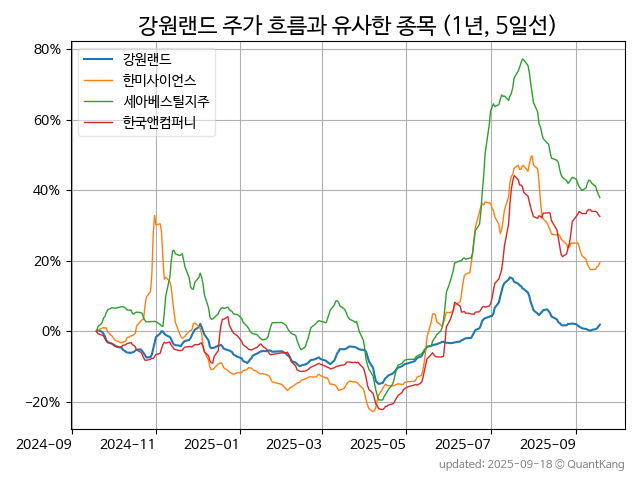 강원랜드 주가 흐름과 유사한 종목 (1년, 5일선)
80%
60%
40%
20%
0%
−20%
강원랜드
한미사이언스
세아베스틸지주
한국앤컴퍼니
2024−09
2024−11
2025−01
2025−03
2025−05
2025−07
2025−09
updated: 2025-09-18 © QuantKang